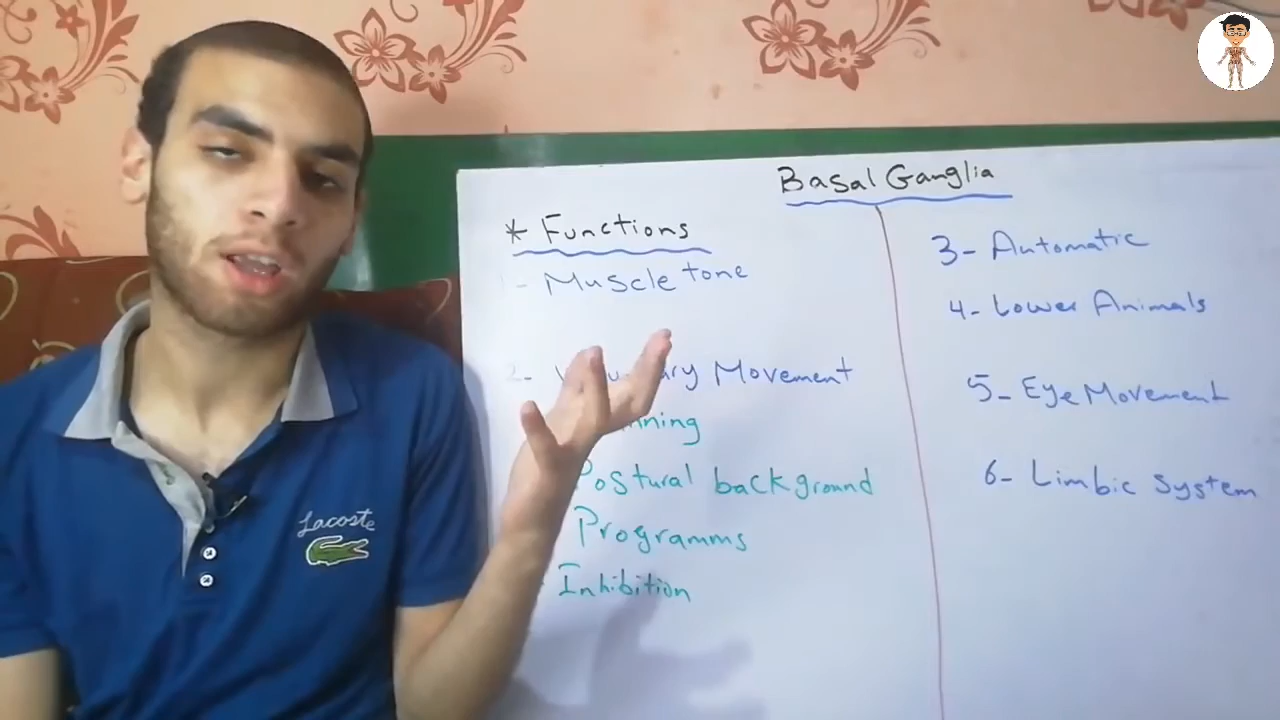 Basal Ganglia
* Functions
- Muscle tone
2- Movement
Postural background
Programms
Inhibition
3- Automatic
4- Lower Animals
5- Eye Movement
6- Limbic system
Lacoste